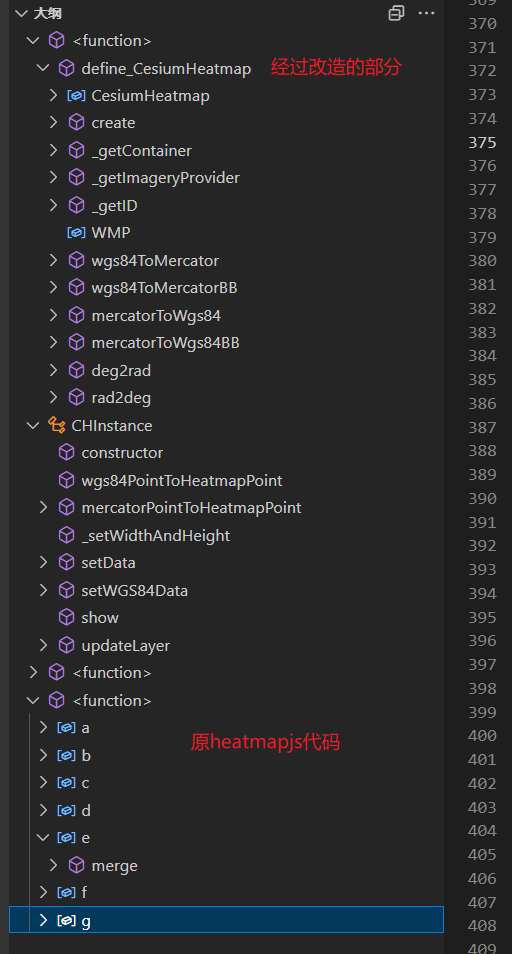 大纲
<function>
define_CesiumHeatmap 经过改造的部分
CesiumHeatmap
create
_getContainer
_getImageryProvider
_getID
WMP
wgs84ToMercator
wgs84ToMercatorBB
mercatorToWgs84
mercatorToWgs84BB
deg2rad
rad2deg
CHInstance
constructor
wgs84PointToHeatmapPoint
mercatorPointToHeatmapPoint
_setWidthAndHeight
setData
setWGS84Data
show
updateLayer
<function>
<function>
a
原heatmapjs代码
b
c
d
e
merge
f
g
369
370
371
372
373
374
375
376
377
378
379
380
381
382
383
384
385
386
387
388
389
390
391
392
393
394
395
396
397
398
399
400
401
402
403
404
405
406
407
408
409